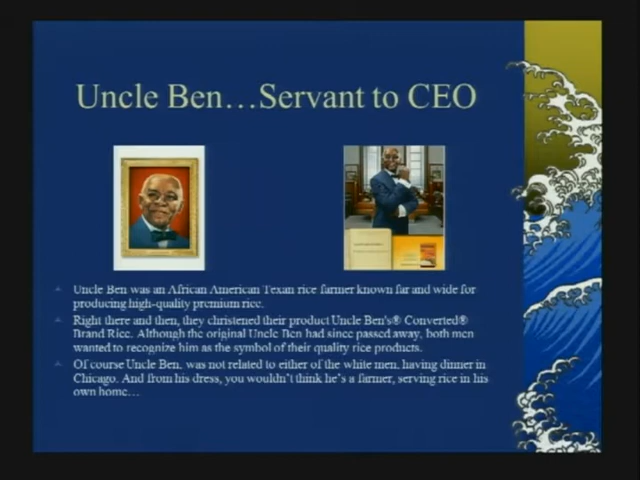 Uncle Ben…Servant to CEO
Uncle Ben was an African American Texan rice farmer known far and wide for
producing high-quality premium rice.
Right there and then, they christened their product Uncle Ben's® Converted®
Brand Rice. Although the original Uncle Ben had since passed away, both men
wanted to recognize him as the symbol of their quality rice products.
Of course Uncle Ben, was not related to either of the white men, having dinner in
Chicago. And from his dress, you wouldn't think he's a farmer, serving rice in his
own home…